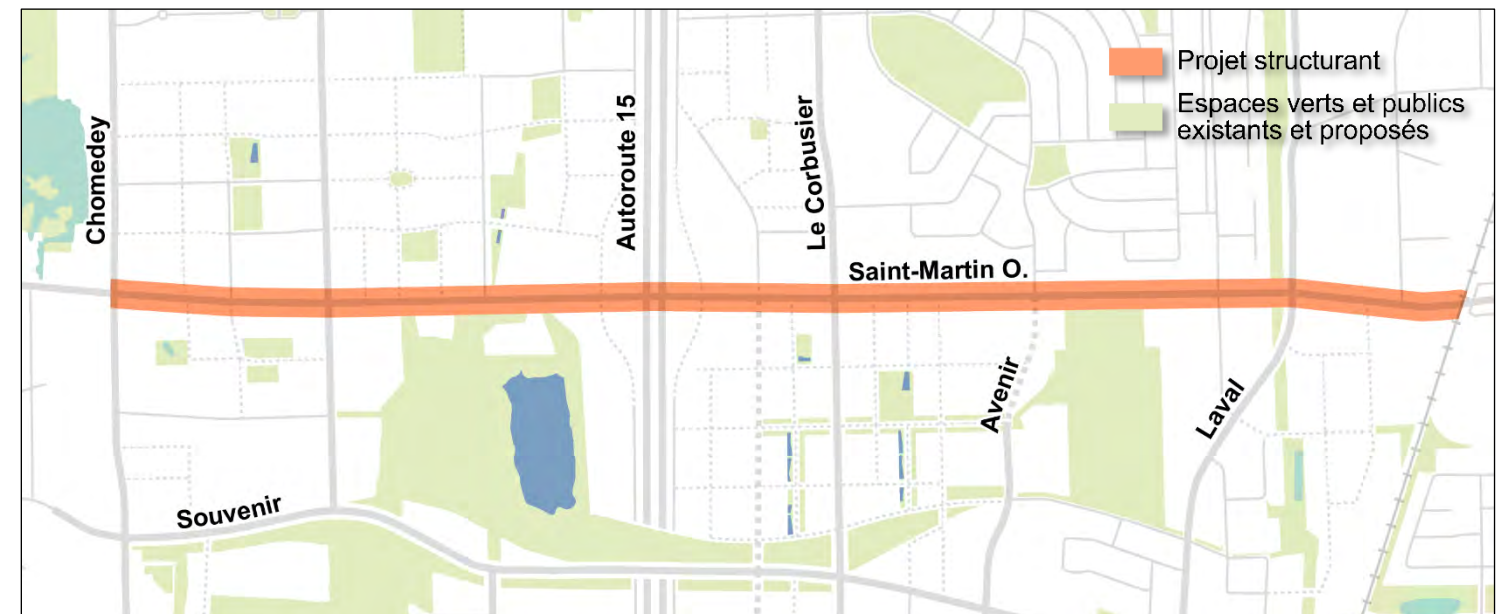 Projet structurant
Espaces verts et publics
existants et proposés
Chomedey
Autoroute 15
Le Corbusier
Saint-Martin O.
Avenir
Laval
Souvenir